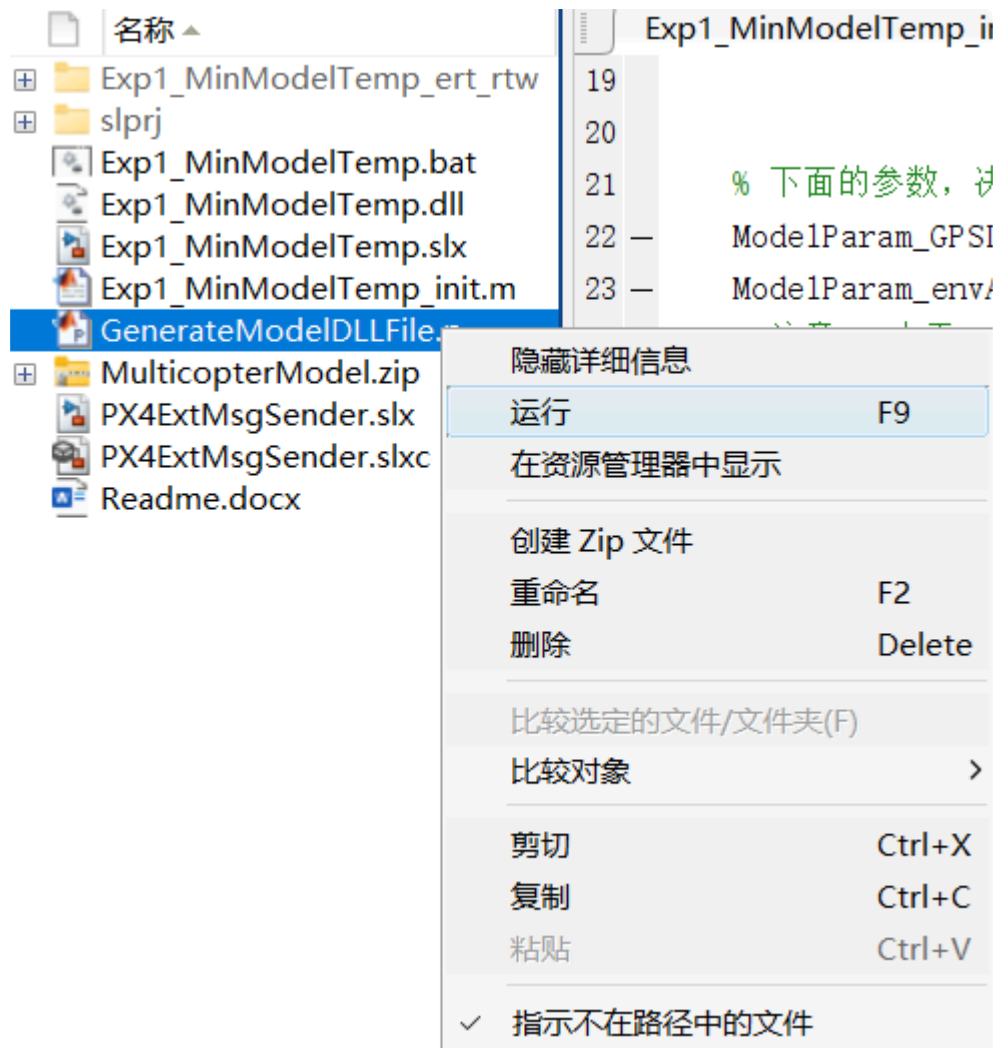 名称
Exp1_MinModelTemp_ert_rtw
slprj
Exp1_MinModelTemp.bat
Exp1_MinModelTemp.dll
Exp1_MinModelTemp.slx
Exp1_MinModelTemp_init.m
GenerateModelDLLFile.
MulticopterModel.zip
PX4ExtMsgSender.slx
PX4ExtMsgSender.slxc
Readme.docx
Exp1_MinModelTemp_i
19
20
21 % 下面的参数，决
22 — ModelParam_GPS
23 — ModelParam_env
隐藏详细信息
运行 F9
在资源管理器中显示
创建 Zip 文件
重命名 F2
删除 Delete
比较选定的文件/文件夹(F)
比较对象
剪切 Ctrl+X
复制 Ctrl+C
粘贴 Ctrl+V
指示不在路径中的文件